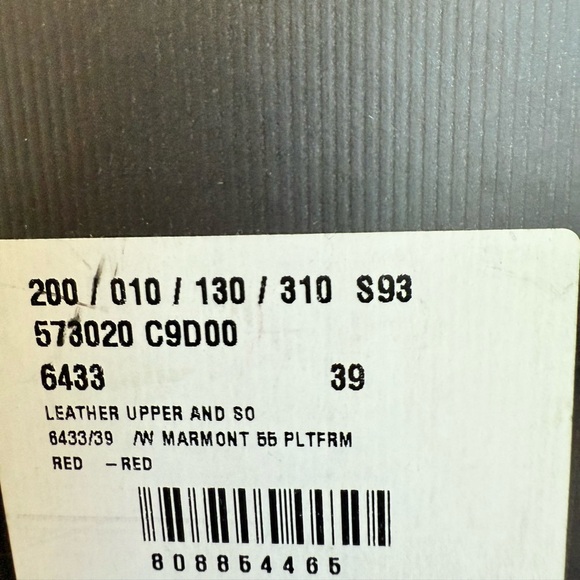 200 / 010 / 130 / 310 S93
573020 C9D00
6433 39
LEATHER UPPER AND SO
6433/39 /W MARMONT 55 PLTFRM
RED - RED
808854465